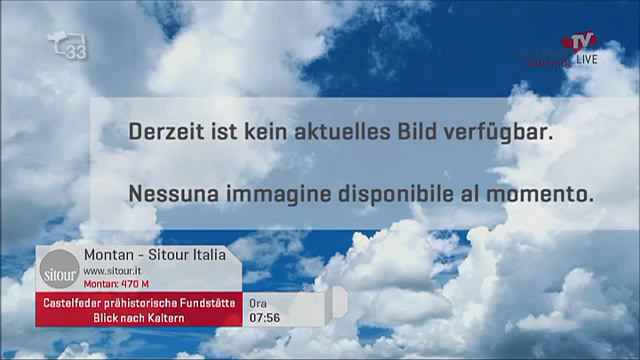 33
TV
SÜDTIROL LIVE
Derzeit ist kein aktuelles Bild verfügbar.
Nessuna immagine disponibile al momento.
sitour
Montan - Sitour Italia
www.sitour.it
Montan: 470 M
Castelfeder prähistorische Fundstätte
Blick nach Kaltern
Ora
07:56